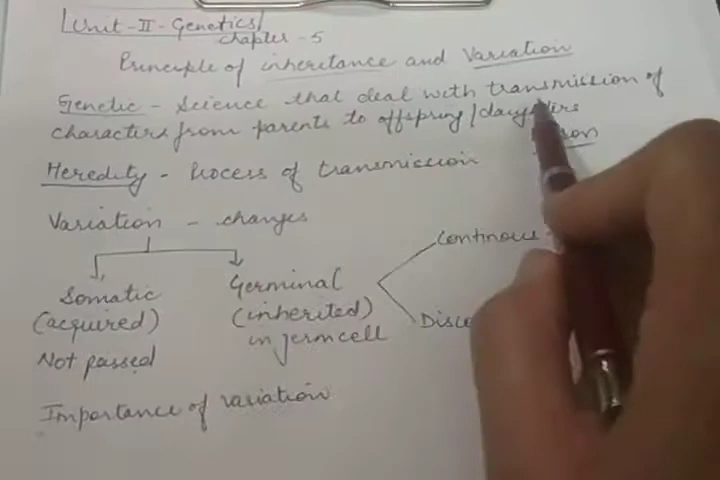 Unit-II-Genetics
Chapter-5
Principle of inheritance and Variation
Genetic - Science that deal with transmission of
characters from parents to offspring/daughters
Heredity - Process of transmission
Variation - changes
Continous
Somatic
Germinal
(acquired)
(inherited)
in germcell
Not passed
Importance of variation